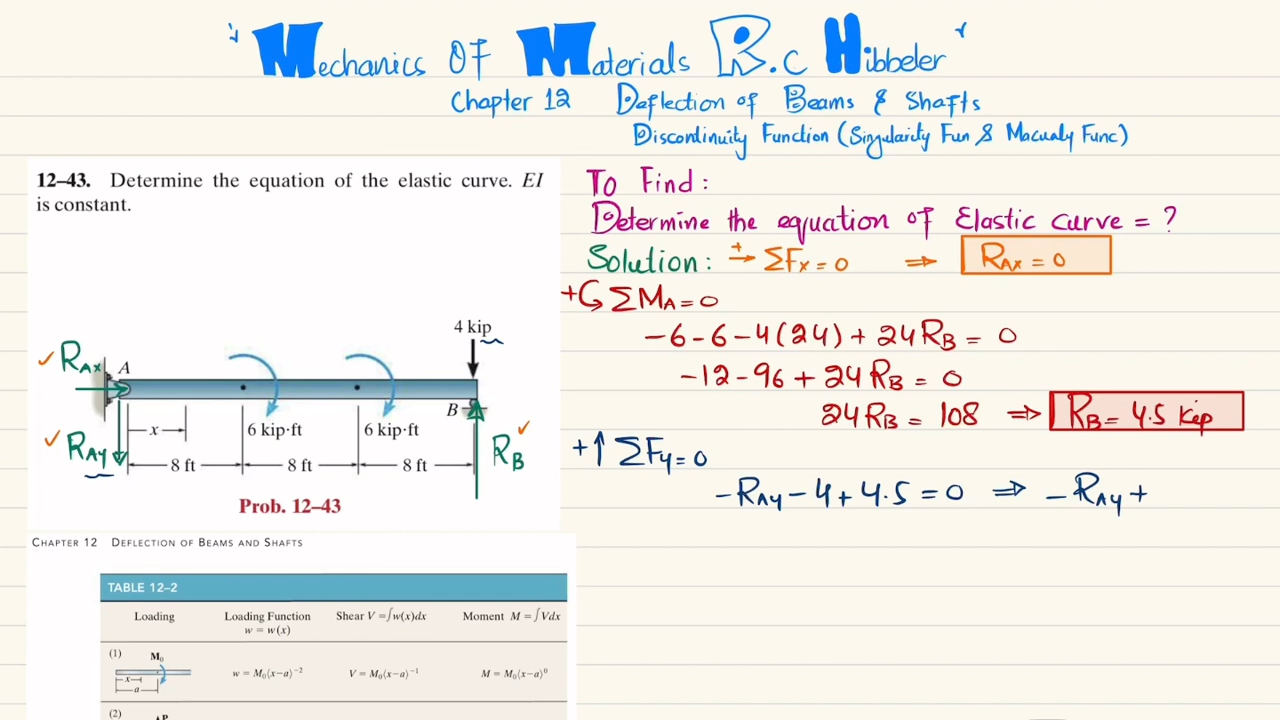 " Mechanics OF Materials R.c Hibbeler "
Chapter 12 Deflection of Beams & Shafts
Discontinuity Function (Singularity Fun & Macualy Func)
12–43. Determine the equation of the elastic curve. EI
is constant.
4 kip
RAx
A
B
x
6 kip·ft
6 kip·ft
RAY
RB
8 ft
8 ft
8 ft
Prob. 12–43
To Find:
Determine the equation of Elastic curve = ?
Solution: + → ΣFx = 0 ⇒ RAx = 0
+↺ ΣMA = 0
-6-6-4(24) + 24RB = 0
-12-96 + 24RB = 0
24RB = 108 ⇒ RB = 4.5 Kip
+↑ ΣFy = 0
-RAY - 4 + 4.5 = 0 ⇒ -RAY +
CHAPTER 12 DEFLECTION OF BEAMS AND SHAFTS
TABLE 12–2
Loading Loading Function Shear V = ∫w(x)dx Moment M = ∫Vdx
w = w(x)
(1) M₀
w = M₀⟨x−a⟩⁻² V = M₀⟨x−a⟩⁻¹ M = M₀⟨x−a⟩⁰
x
a
(2) P